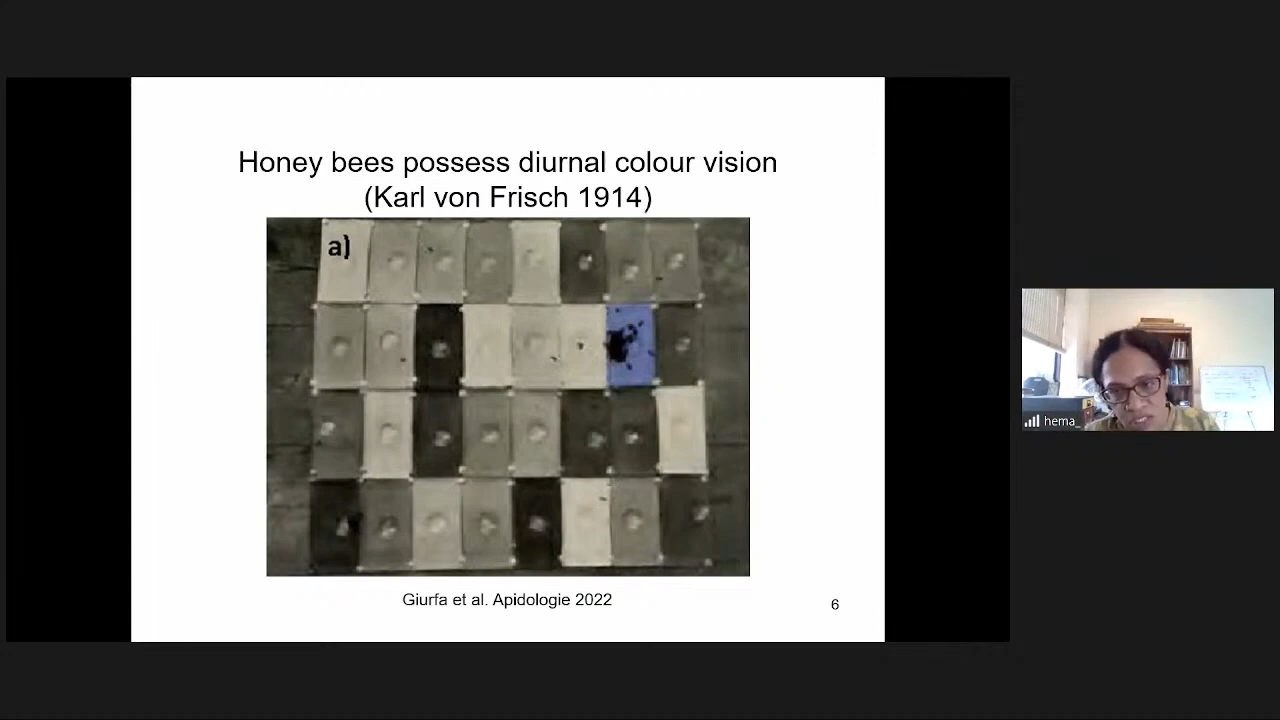 Honey bees possess diurnal colour vision
(Karl von Frisch 1914)
a)
Giurfa et al. Apidologie 2022
6
hema_